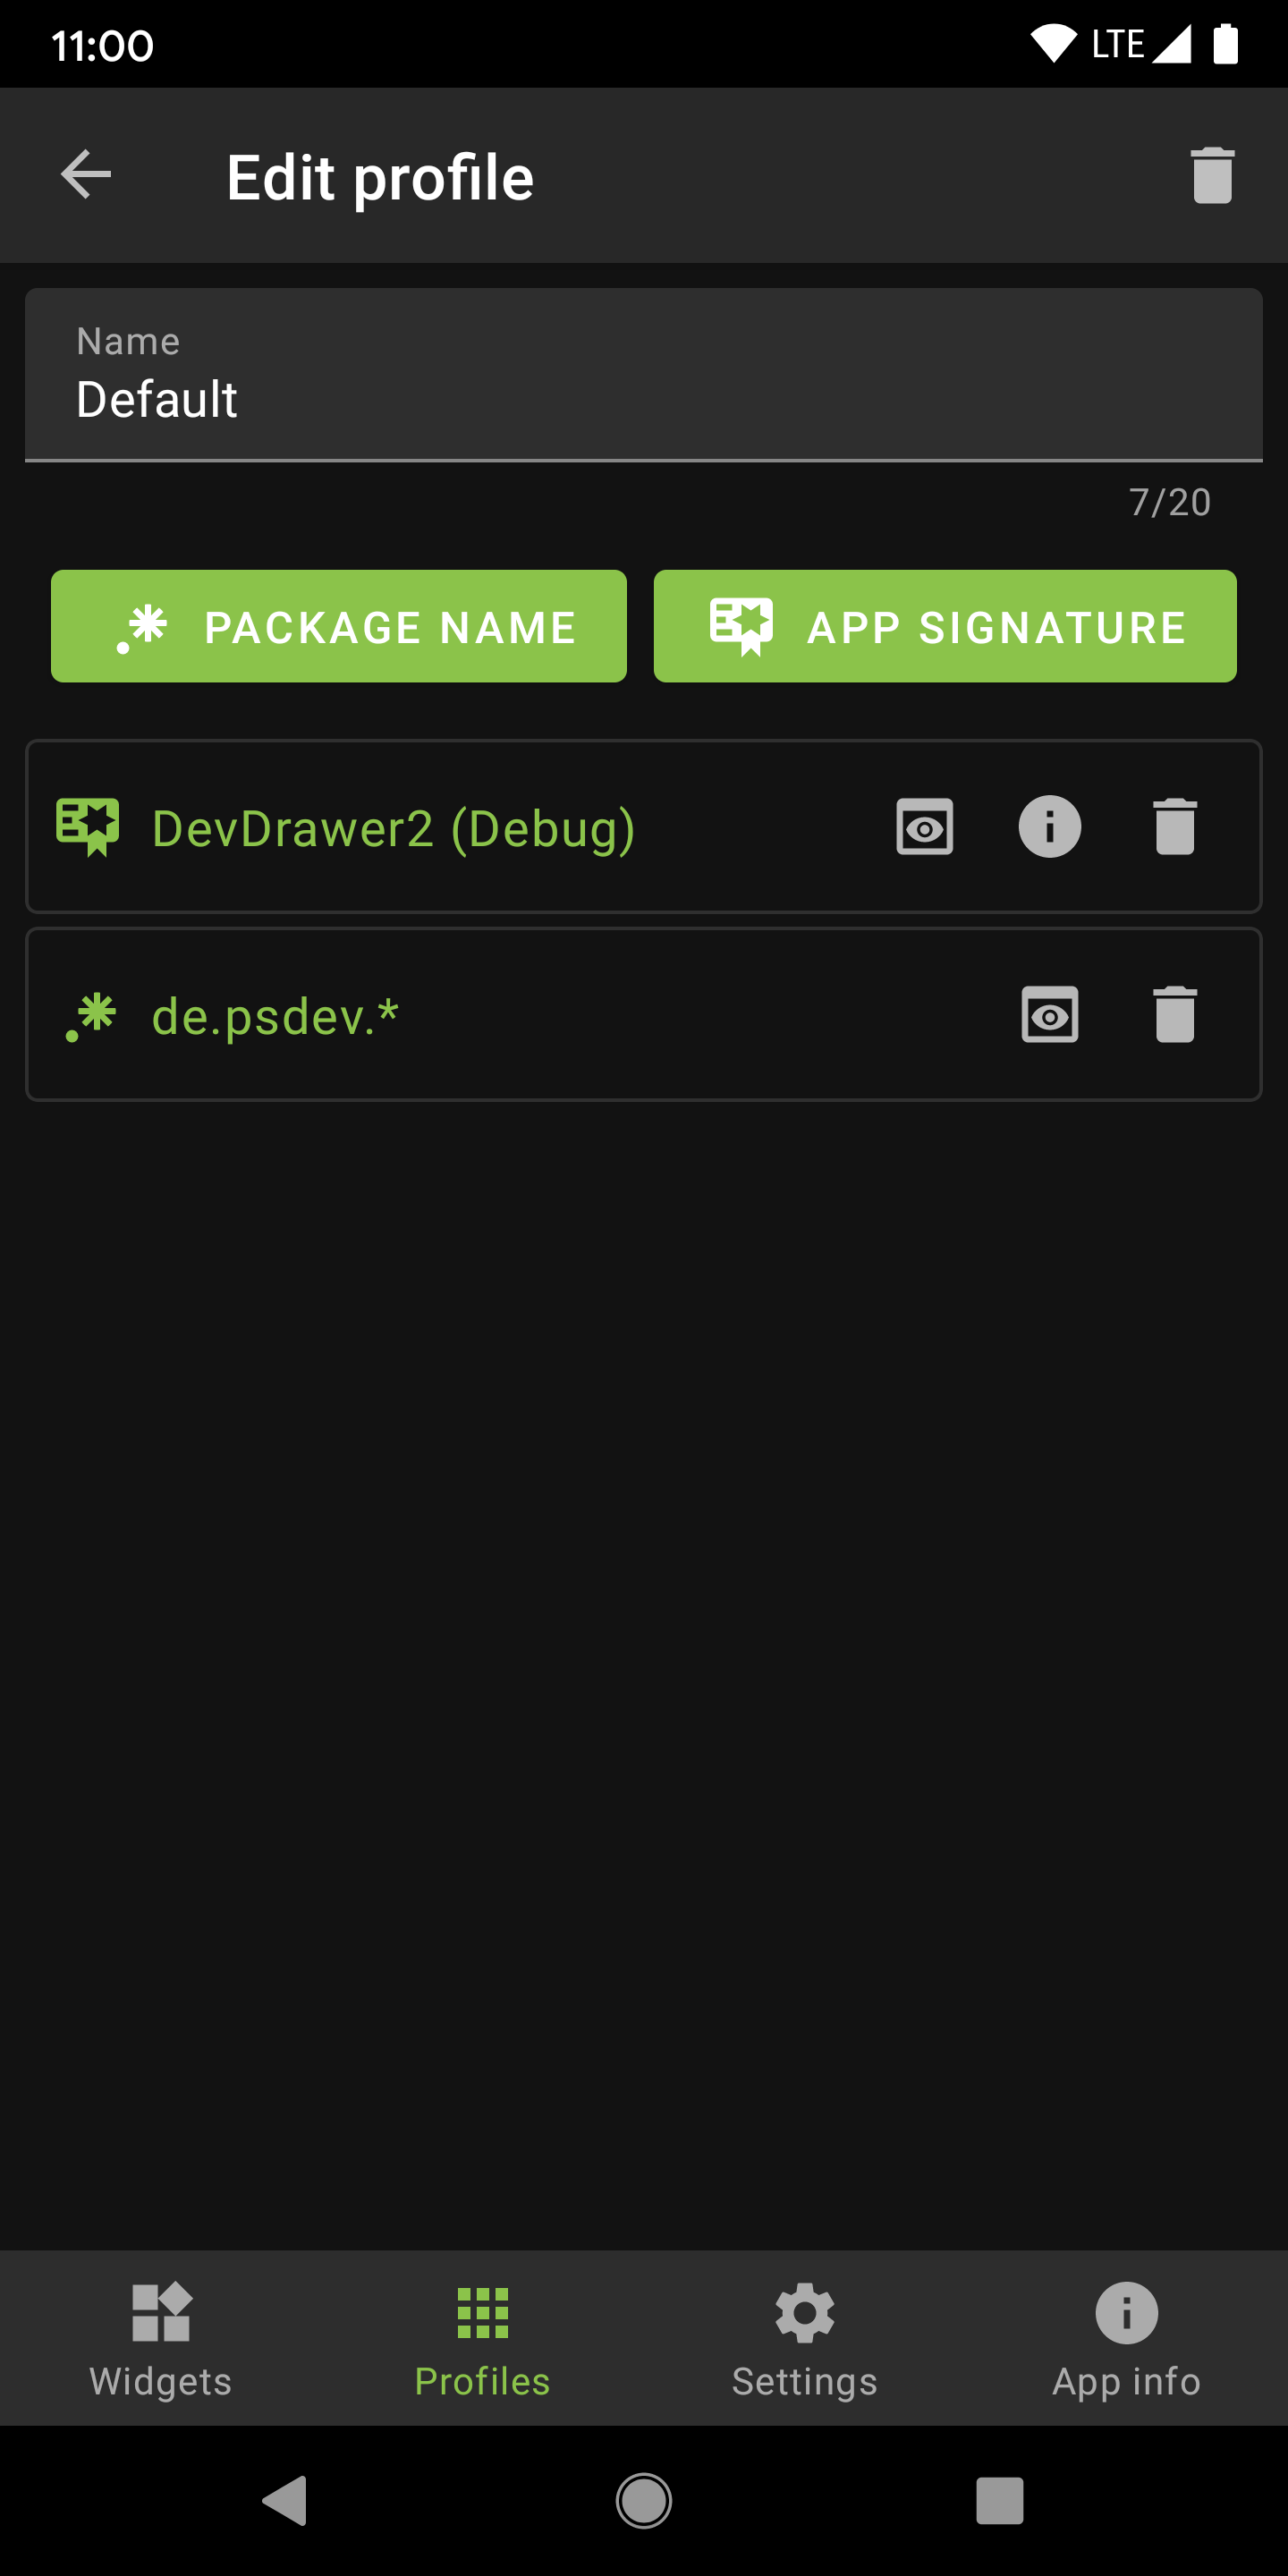 11:00 LTE
Edit profile
Name
Default
7/20
PACKAGE NAME APP SIGNATURE
DevDrawer2 (Debug)
de.psdev.*
Widgets Profiles Settings App info